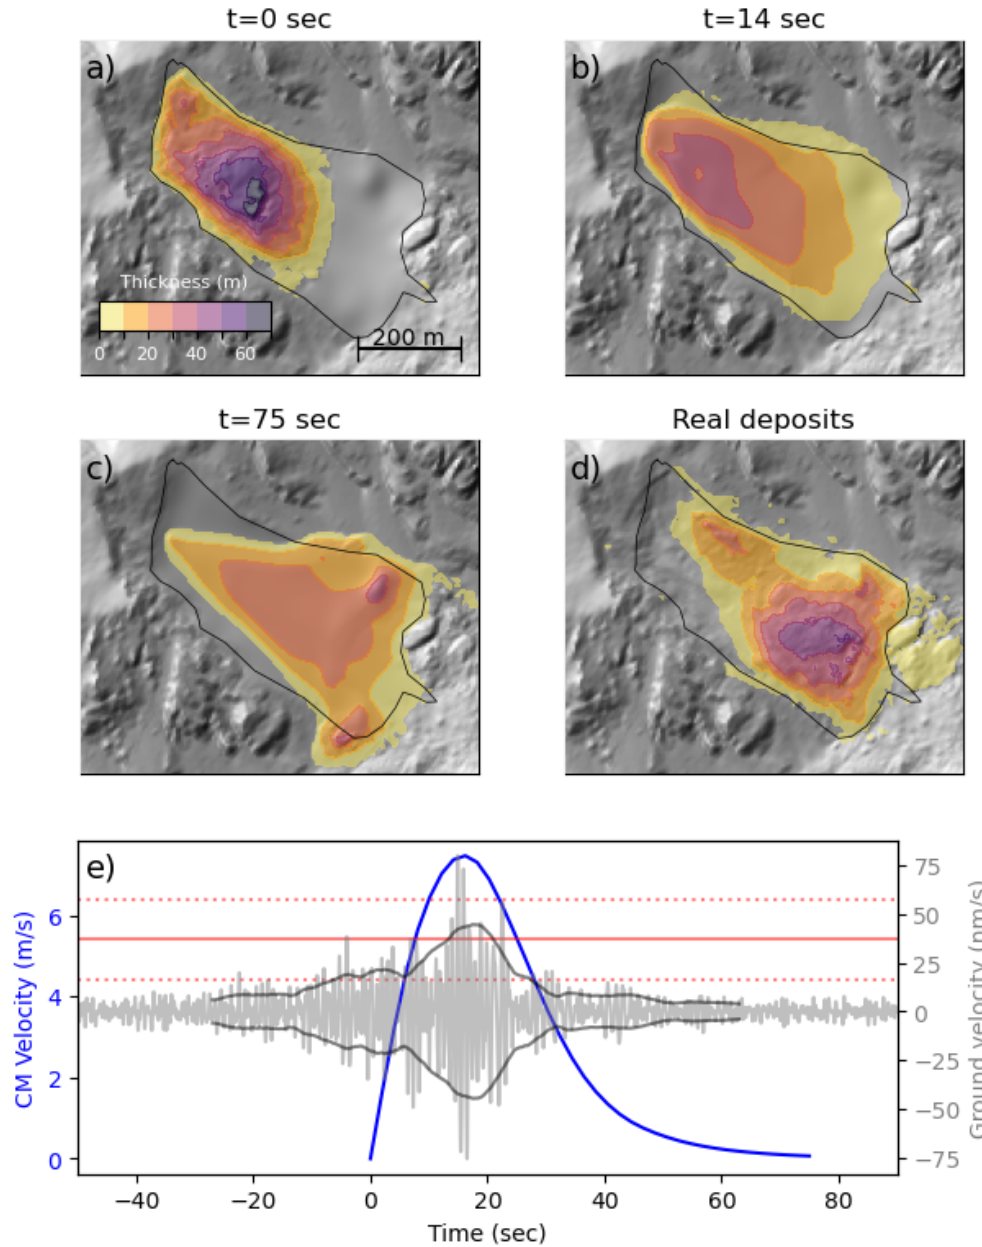 t=0 sec
t=14 sec
a)
b)
Thickness (m)
0 20 40 60
200 m
t=75 sec
Real deposits
c)
d)
e)
CM Velocity (m/s)
6
4
2
0
75
50
25
0
−25
−50
−75
Ground velocity (nm/s)
−40 −20 0 20 40 60 80
Time (sec)